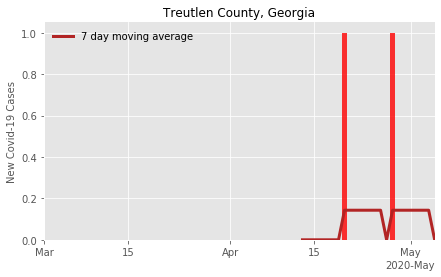 Treutlen County, Georgia
7 day moving average
New Covid-19 Cases
1.0
0.8
0.6
0.4
0.2
0.0
Mar 15 Apr 15 May
2020-May